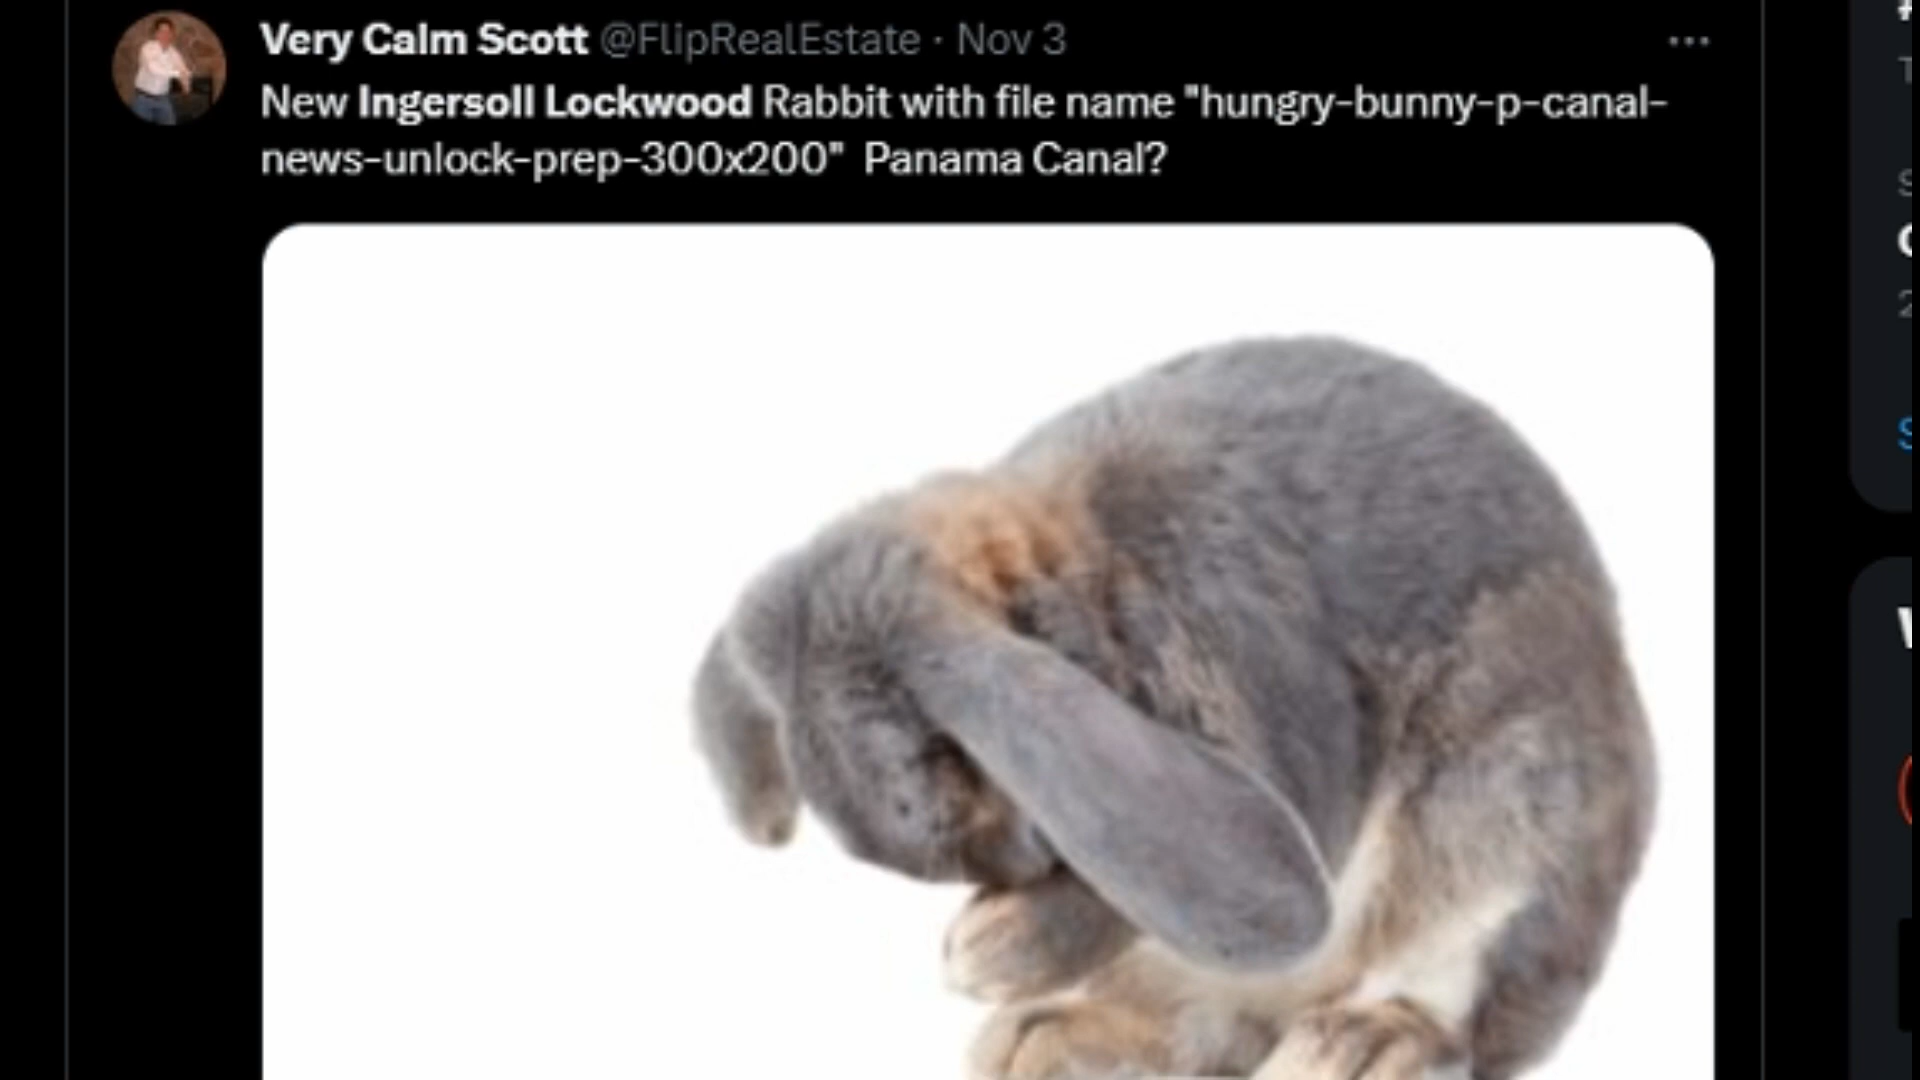 Very Calm Scott @FlipRealEstate · Nov 3
New Ingersoll Lockwood Rabbit with file name "hungry-bunny-p-canal-
news-unlock-prep-300x200"  Panama Canal?